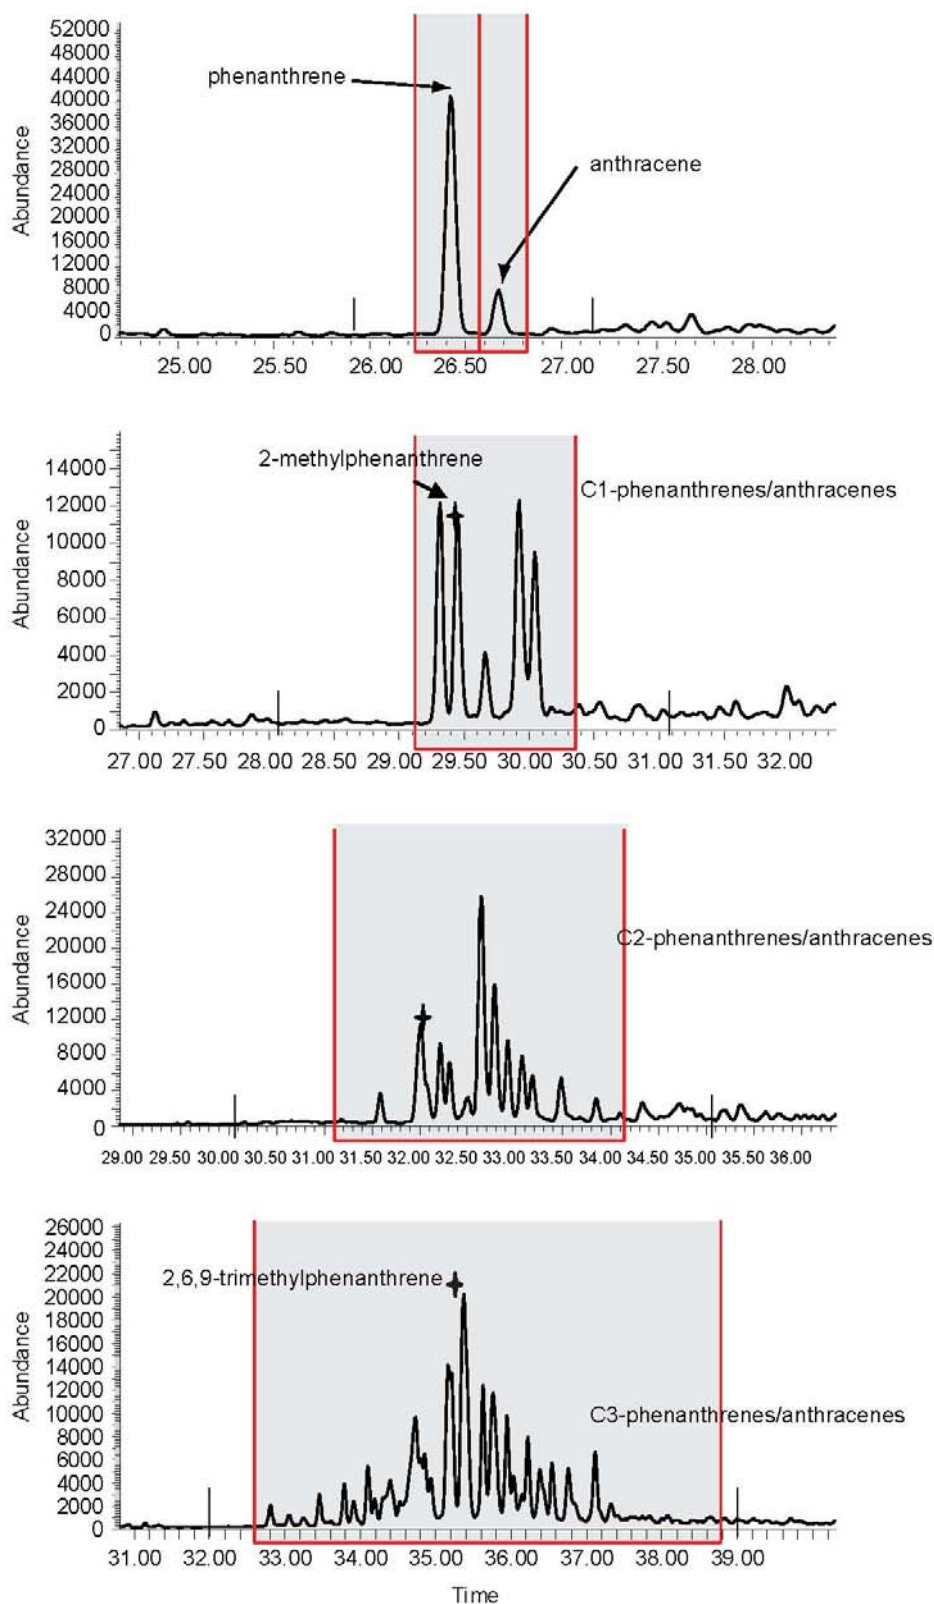 52000
48000
44000
40000
36000
32000
28000
24000
20000
16000
12000
8000
4000
0
Abundance
phenanthrene
anthracene
25.00 25.50 26.00 26.50 27.00 27.50 28.00
14000
12000
10000
8000
6000
4000
2000
0
Abundance
2-methylphenanthrene
C1-phenanthrenes/anthracenes
27.00 27.50 28.00 28.50 29.00 29.50 30.00 30.50 31.00 31.50 32.00
32000
28000
24000
20000
16000
12000
8000
4000
0
Abundance
C2-phenanthrenes/anthracenes
29.00 29.50 30.00 30.50 31.00 31.50 32.00 32.50 33.00 33.50 34.00 34.50 35.00 35.50 36.00
26000
24000
22000
20000
18000
16000
14000
12000
10000
8000
6000
4000
2000
0
Abundance
2,6,9-trimethylphenanthrene
C3-phenanthrenes/anthracenes
31.00 32.00 33.00 34.00 35.00 36.00 37.00 38.00 39.00
Time